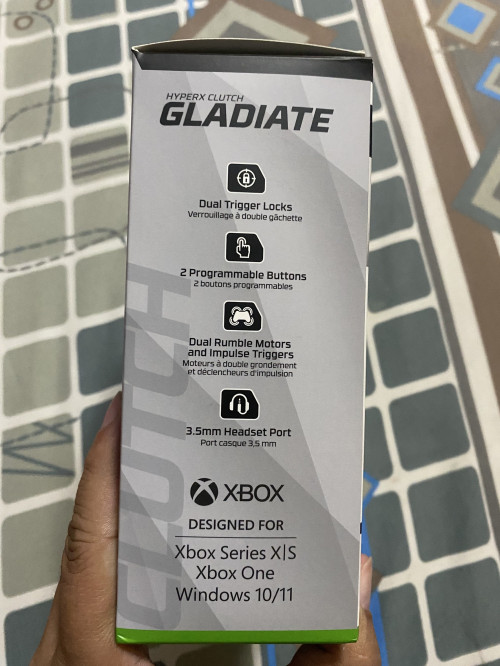 HYPERX CLUTCH
GLADIATE
Dual Trigger Locks
Verrouillage à double gâchette
2 Programmable Buttons
2 boutons programmables
Dual Rumble Motors
and Impulse Triggers
Moteurs à double grondement
et déclencheurs d'impulsion
3.5mm Headset Port
Port casque 3,5 mm
XBOX
DESIGNED FOR
Xbox Series X|S
Xbox One
Windows 10/11
CLUTCH